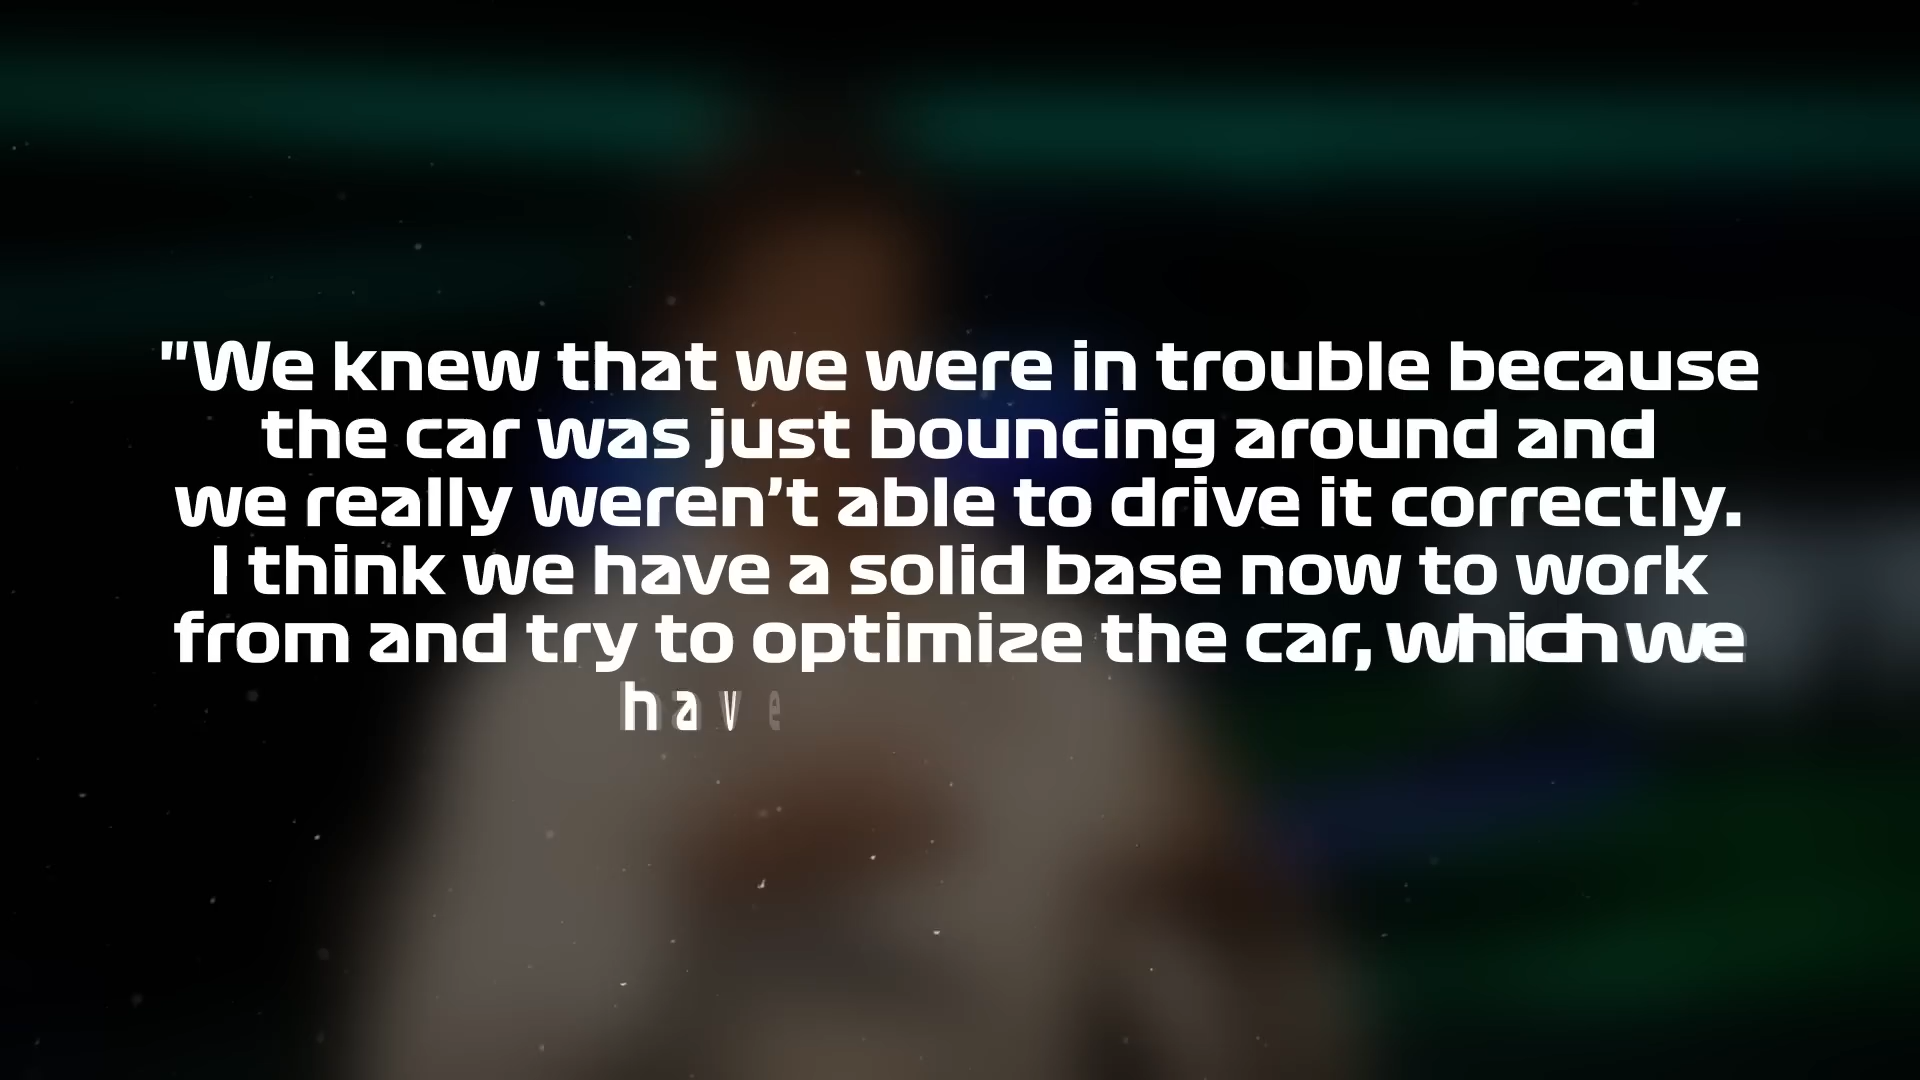 "We knew that we were in trouble because
the car was just bouncing around and
we really weren’t able to drive it correctly.
I think we have a solid base now to work
from and try to optimize the car, which we
have